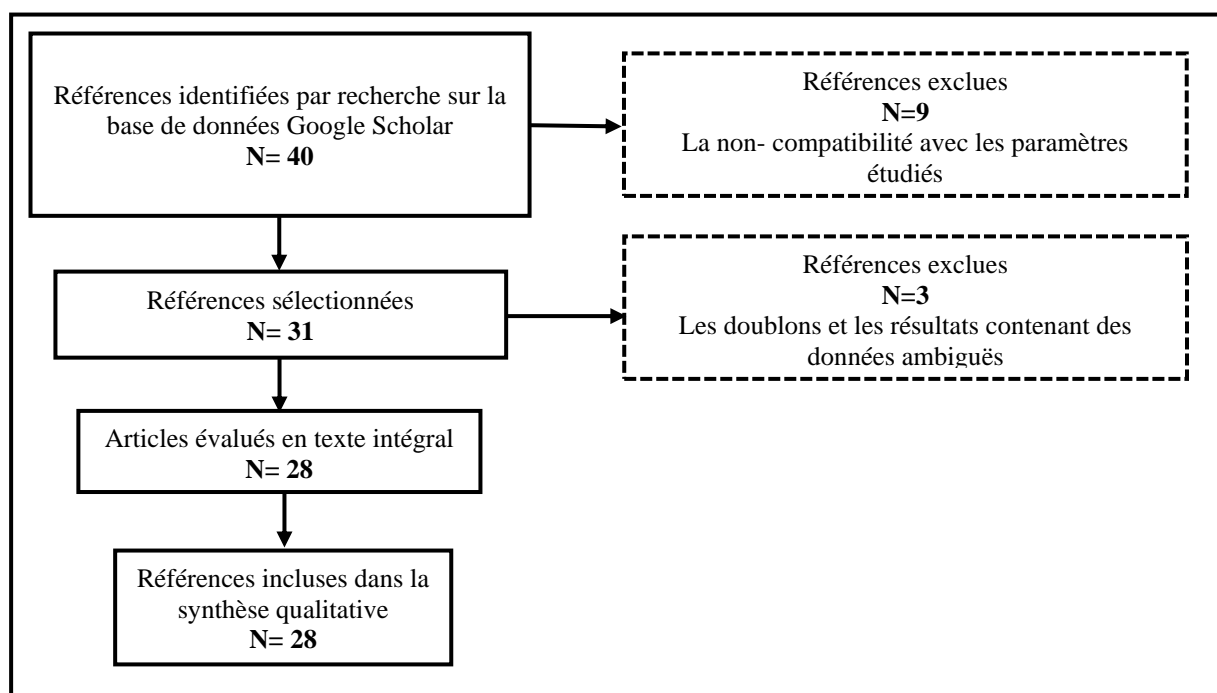 Références identifiées par recherche sur la
base de données Google Scholar
N= 40
Références exclues
N=9
La non- compatibilité avec les paramètres
étudiés
Références sélectionnées
N= 31
Références exclues
N=3
Les doublons et les résultats contenant des
données ambiguës
Articles évalués en texte intégral
N= 28
Références incluses dans la
synthèse qualitative
N= 28